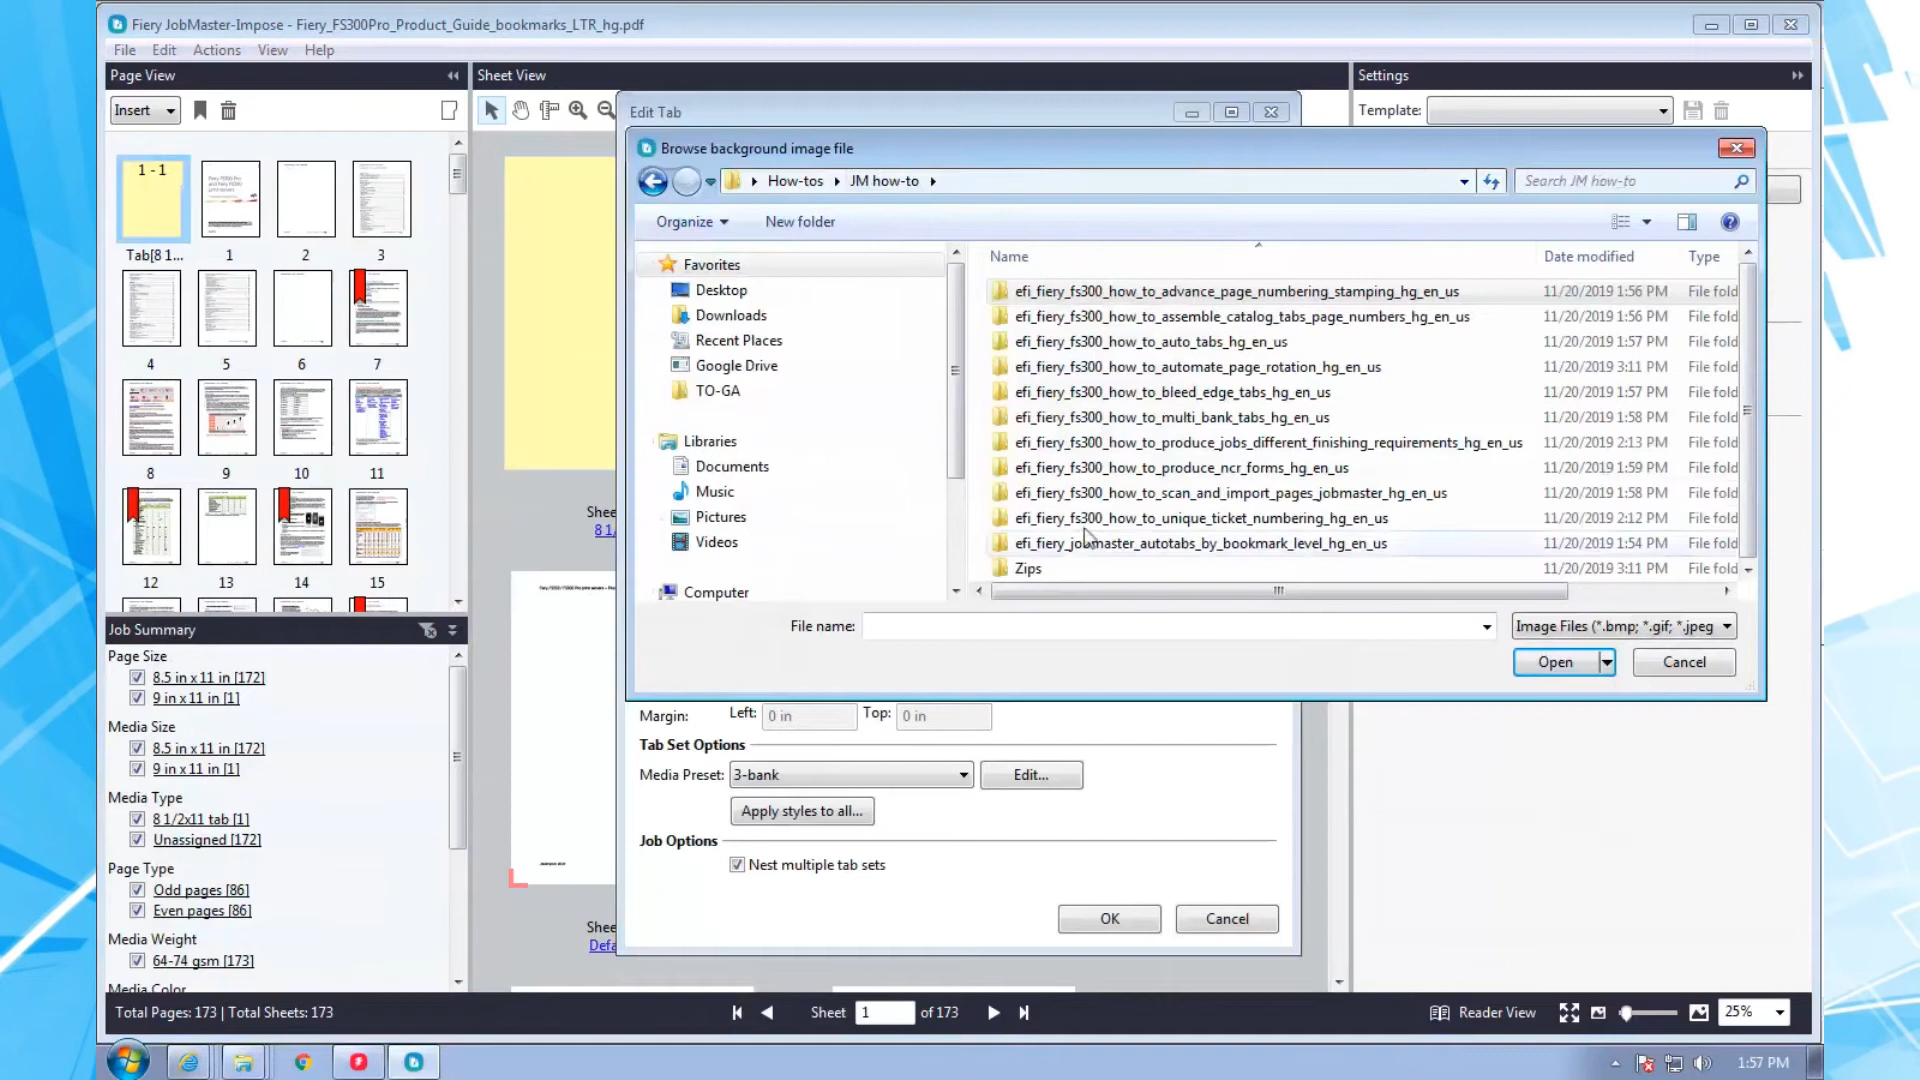 Fiery JobMaster-Impose - Fiery_FS300Pro_Product_Guide_bookmarks_LTR_hg.pdf
File Edit Actions View Help
Page View
Insert
1 - 1
Tab[8 1...
1
2
3
4
5
6
7
8
9
10
11
12
13
14
15
Job Summary
Page Size
8.5 in x 11 in [172]
9 in x 11 in [1]
Media Size
8.5 in x 11 in [172]
9 in x 11 in [1]
Media Type
8 1/2x11 tab [1]
Unassigned [172]
Page Type
Odd pages [86]
Even pages [86]
Media Weight
64-74 gsm [173]
Media Color
Sheet View
Shee
8 1/
Shee
Defa
Settings
Template:
Edit Tab
Browse background image file
How-tos JM how-to
Search JM how-to
Organize New folder
Favorites
Desktop
Downloads
Recent Places
Google Drive
TO-GA
Libraries
Documents
Music
Pictures
Videos
Computer
Name Date modified Type
efi_fiery_fs300_how_to_advance_page_numbering_stamping_hg_en_us 11/20/2019 1:56 PM File fold
efi_fiery_fs300_how_to_assemble_catalog_tabs_page_numbers_hg_en_us 11/20/2019 1:56 PM File fold
efi_fiery_fs300_how_to_auto_tabs_hg_en_us 11/20/2019 1:57 PM File fold
efi_fiery_fs300_how_to_automate_page_rotation_hg_en_us 11/20/2019 3:11 PM File fold
efi_fiery_fs300_how_to_bleed_edge_tabs_hg_en_us 11/20/2019 1:57 PM File fold
efi_fiery_fs300_how_to_multi_bank_tabs_hg_en_us 11/20/2019 1:58 PM File fold
efi_fiery_fs300_how_to_produce_jobs_different_finishing_requirements_hg_en_us 11/20/2019 2:13 PM File fold
efi_fiery_fs300_how_to_produce_ncr_forms_hg_en_us 11/20/2019 1:59 PM File fold
efi_fiery_fs300_how_to_scan_and_import_pages_jobmaster_hg_en_us 11/20/2019 1:58 PM File fold
efi_fiery_fs300_how_to_unique_ticket_numbering_hg_en_us 11/20/2019 2:12 PM File fold
efi_fiery_jobmaster_autotabs_by_bookmark_level_hg_en_us 11/20/2019 1:54 PM File fold
Zips 11/20/2019 3:11 PM File fold
File name: Image Files (*.bmp; *.gif; *.jpeg
Open Cancel
Margin: Left: 0 in Top: 0 in
Tab Set Options
Media Preset: 3-bank Edit...
Apply styles to all...
Job Options
Nest multiple tab sets
OK Cancel
Total Pages: 173 | Total Sheets: 173
Sheet 1 of 173
Reader View
25%
1:57 PM